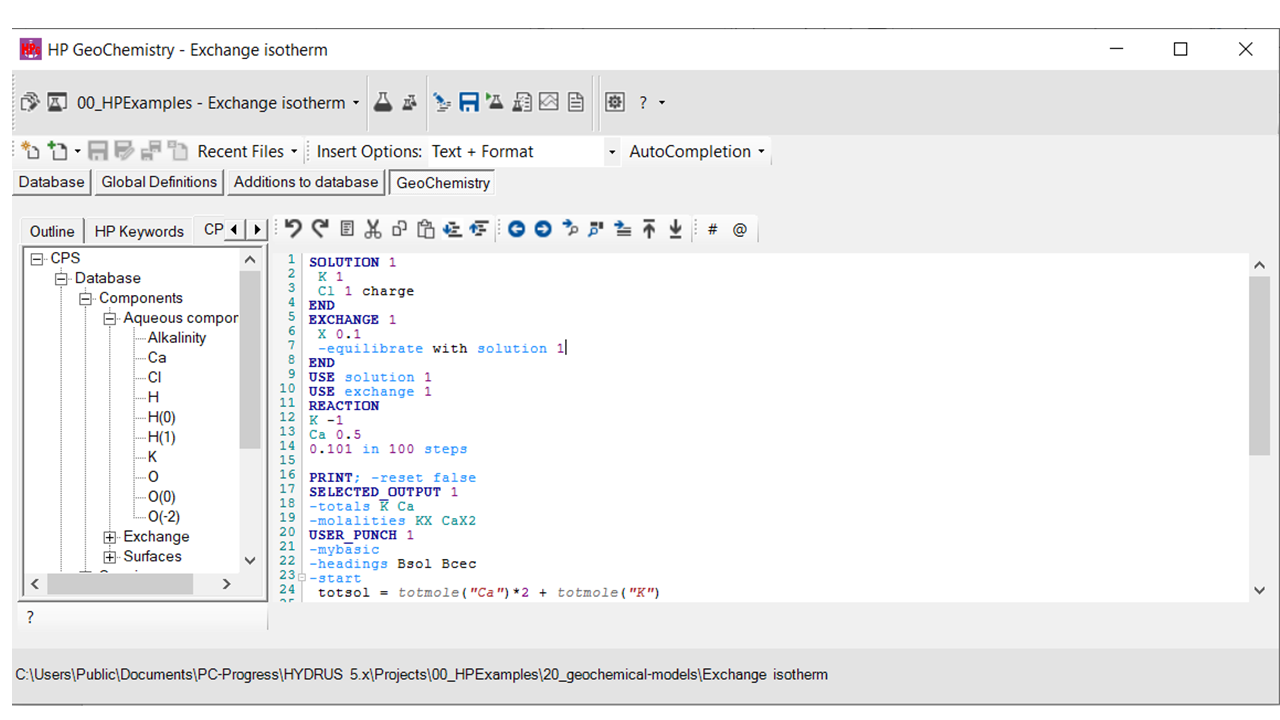 HP GeoChemistry - Exchange isotherm
00_HPExamples - Exchange isotherm
?
Recent Files
Insert Options:
Text + Format
AutoCompletion
Database
Global Definitions
Additions to database
GeoChemistry
Outline
HP Keywords
CP
# @
CPS
Database
Components
Aqueous compor
Alkalinity
Ca
Cl
H
H(0)
H(1)
K
O
O(0)
O(-2)
Exchange
Surfaces
?
1 SOLUTION 1
2 K 1
3 Cl 1 charge
4 END
5 EXCHANGE 1
6 X 0.1
7 -equilibrate with solution 1
8 END
9 USE solution 1
10 USE exchange 1
11 REACTION
12 K -1
13 Ca 0.5
14 0.101 in 100 steps
15
16 PRINT; -reset false
17 SELECTED_OUTPUT 1
18 -totals K Ca
19 -molalities KX CaX2
20 USER_PUNCH 1
21 -mybasic
22 -headings Bsol Bcec
23 -start
24 totsol = totmole("Ca")*2 + totmole("K")
C:\Users\Public\Documents\PC-Progress\HYDRUS 5.x\Projects\00_HPExamples\20_geochemical-models\Exchange isotherm